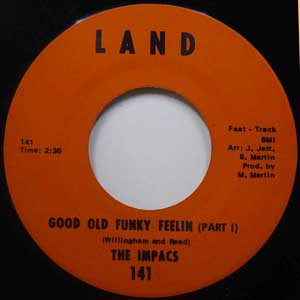 LAND
141
Time: 2:30
Fast - Track
BMI
Arr: J. Jett,
B. Martin
Prod. by
M. Martin
GOOD OLD FUNKY FEELIN (PART I)
(Willingham and Reed)
THE IMPACS
141